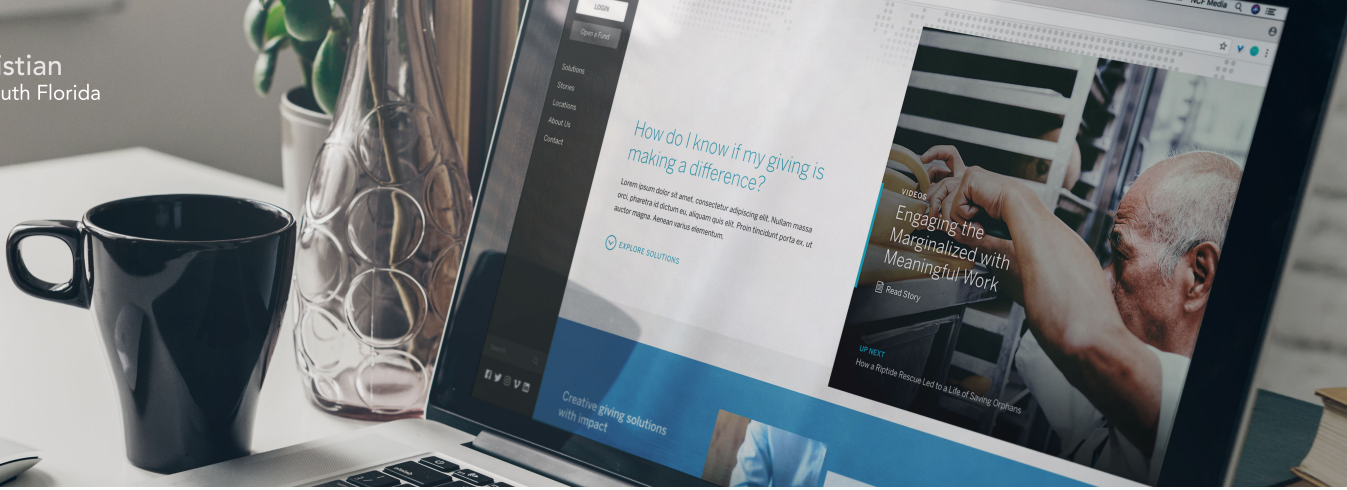 istian
uth Florida
NCF Media
LOGIN
Open a Fund
Solutions
Stories
Locations
About Us
Contact
How do I know if my giving is
making a difference?
Lorem ipsum dolor sit amet, consectetur adipiscing elit. Nullam massa
orci, pharetra id dictum eu, aliquam quis elit. Proin tincidunt porta ex, ut
auctor magna. Aenean varius elementum.
EXPLORE SOLUTIONS
VIDEOS
Engaging the
Marginalized with
Meaningful Work
Read Story
UP NEXT
How a Riptide Rescue Led to a Life of Saving Orphans
Creative giving solutions
with impact